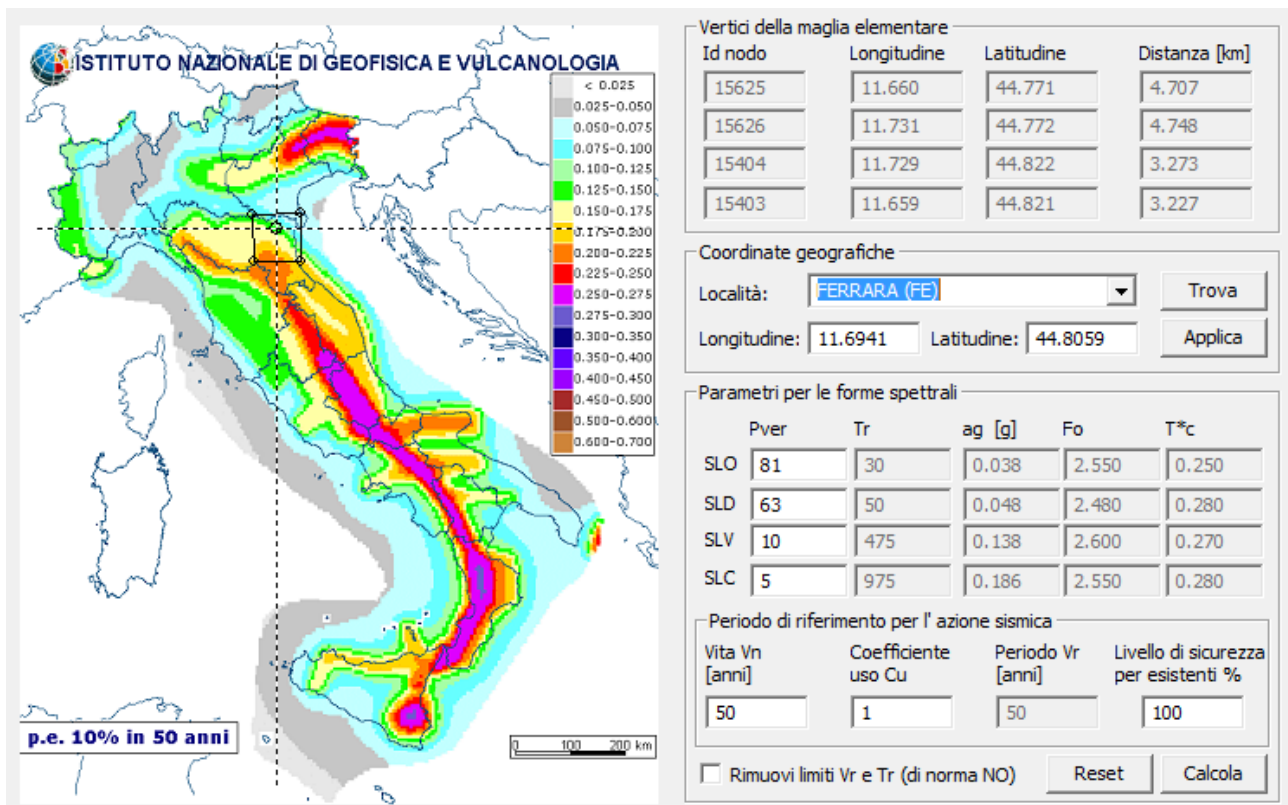 ISTITUTO NAZIONALE DI GEOFISICA E VULCANOLOGIA
< 0.025
0.025-0.050
0.050-0.075
0.075-0.100
0.100-0.125
0.125-0.150
0.150-0.175
0.175-0.200
0.200-0.225
0.225-0.250
0.250-0.275
0.275-0.300
0.300-0.350
0.350-0.400
0.400-0.450
0.450-0.500
0.500-0.600
0.600-0.700
p.e. 10% in 50 anni
0 100 200 km
Vertici della maglia elementare
Id nodo Longitudine Latitudine Distanza [km]
15625 11.660 44.771 4.707
15626 11.731 44.772 4.748
15404 11.729 44.822 3.273
15403 11.659 44.821 3.227
Coordinate geografiche
Località: FERRARA (FE) Trova
Longitudine: 11.6941 Latitudine: 44.8059 Applica
Parametri per le forme spettrali
Pver Tr ag [g] Fo T*c
SLO 81 30 0.038 2.550 0.250
SLD 63 50 0.048 2.480 0.280
SLV 10 475 0.138 2.600 0.270
SLC 5 975 0.186 2.550 0.280
Periodo di riferimento per l' azione sismica
Vita Vn [anni] Coefficiente uso Cu Periodo Vr [anni] Livello di sicurezza per esistenti %
50 1 50 100
Rimuovi limiti Vr e Tr (di norma NO) Reset Calcola